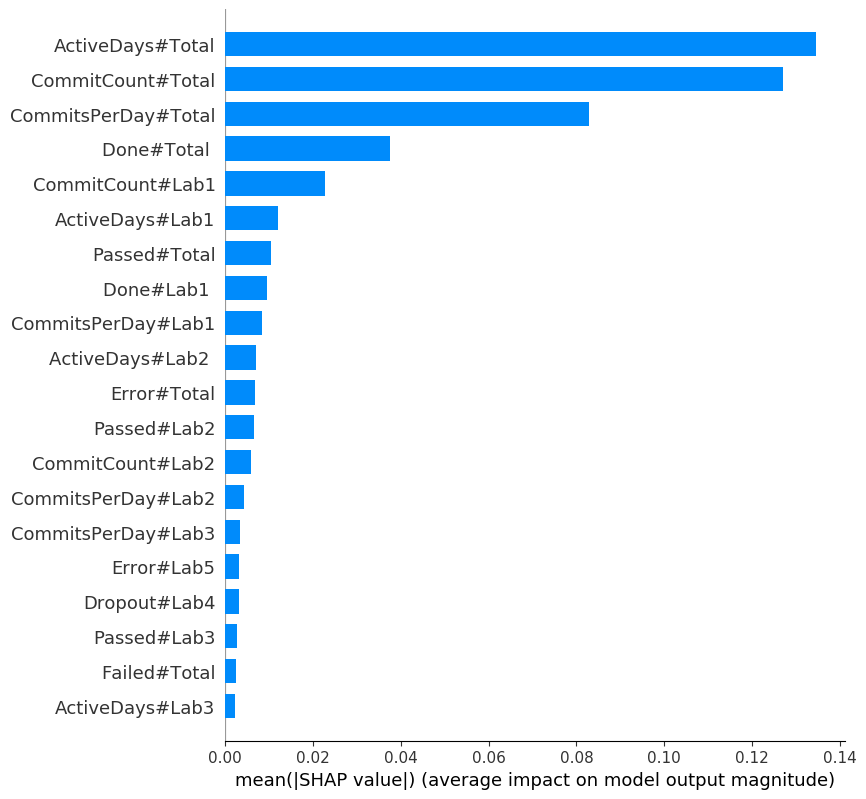 ActiveDays#Total
CommitCount#Total
CommitsPerDay#Total
Done#Total
CommitCount#Lab1
ActiveDays#Lab1
Passed#Total
Done#Lab1
CommitsPerDay#Lab1
ActiveDays#Lab2
Error#Total
Passed#Lab2
CommitCount#Lab2
CommitsPerDay#Lab2
CommitsPerDay#Lab3
Error#Lab5
Dropout#Lab4
Passed#Lab3
Failed#Total
ActiveDays#Lab3
0.00 0.02 0.04 0.06 0.08 0.10 0.12 0.14
mean(|SHAP value|) (average impact on model output magnitude)